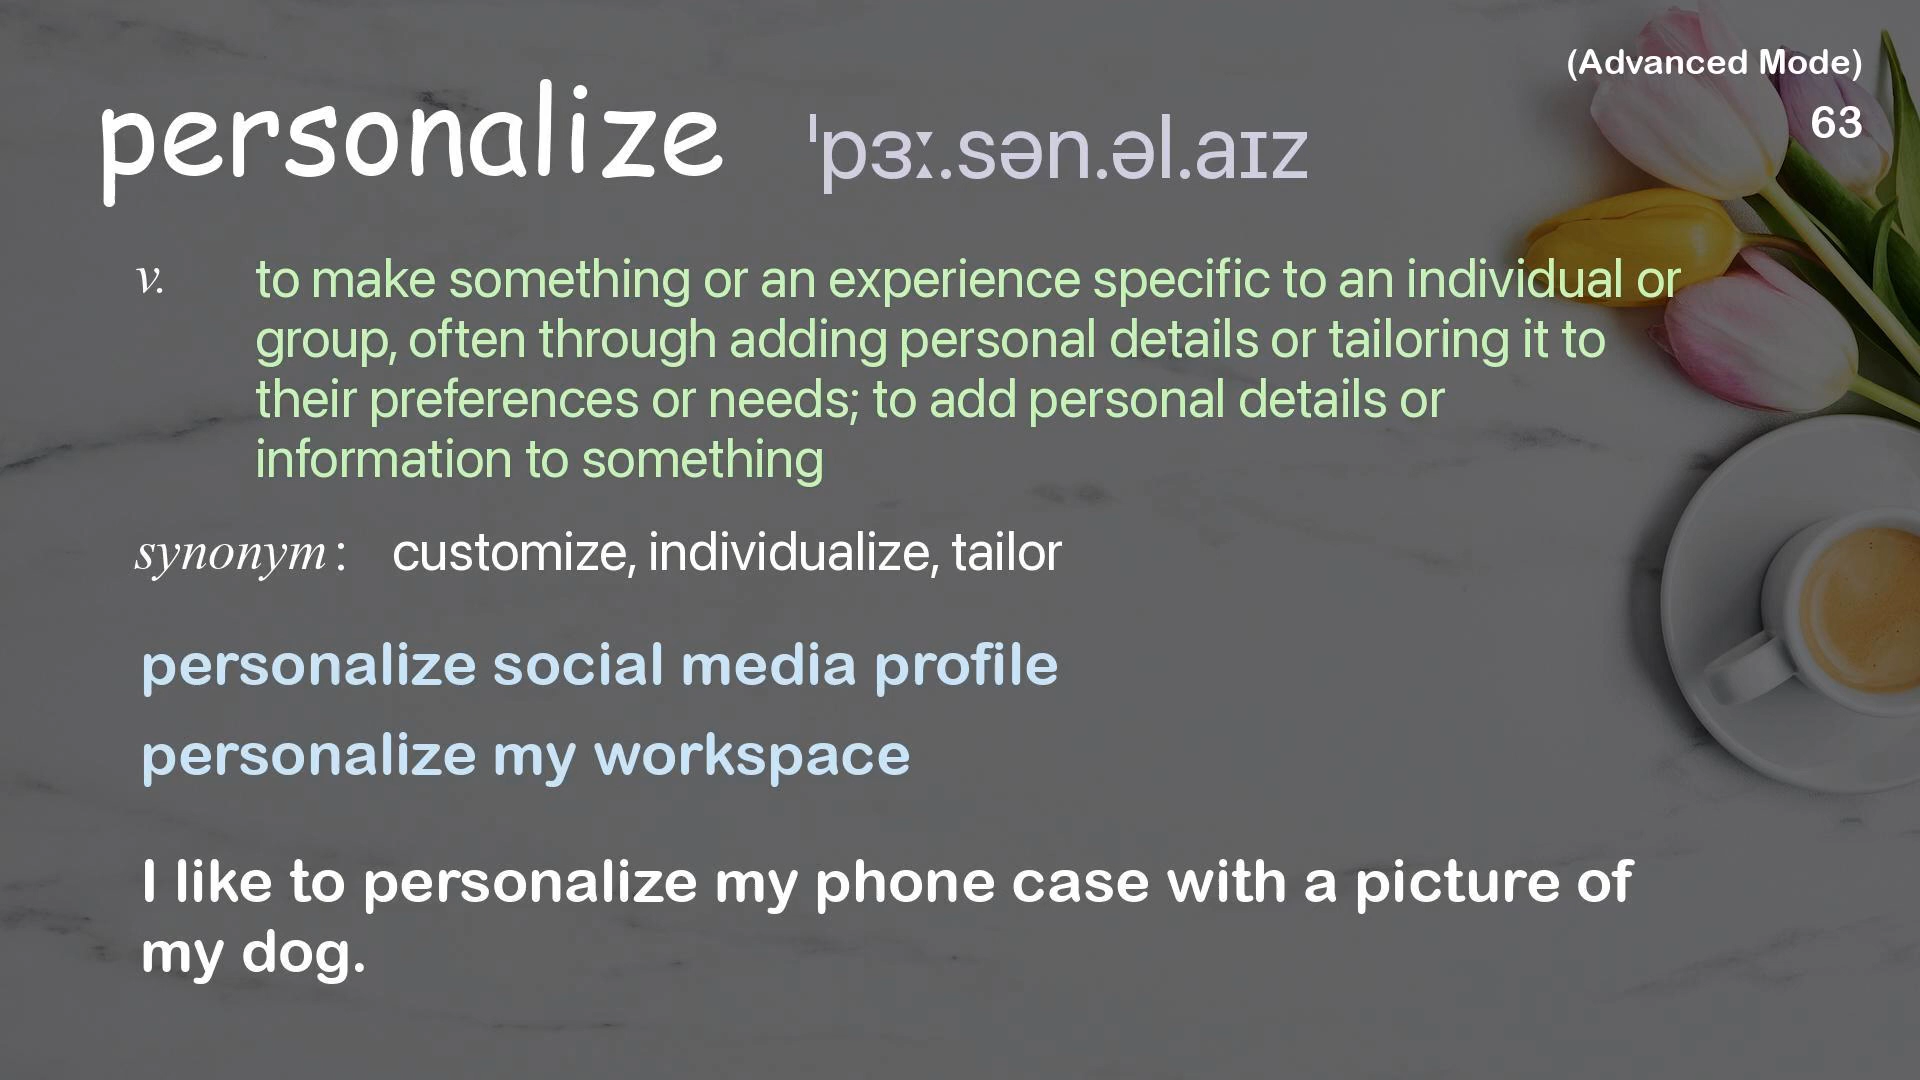 (Advanced Mode)
personalize ˈpɜː.sən.əl.aɪz
63
v. to make something or an experience specific to an individual or
group, often through adding personal details or tailoring it to
their preferences or needs; to add personal details or
information to something
synonym : customize, individualize, tailor
personalize social media profile
personalize my workspace
I like to personalize my phone case with a picture of
my dog.